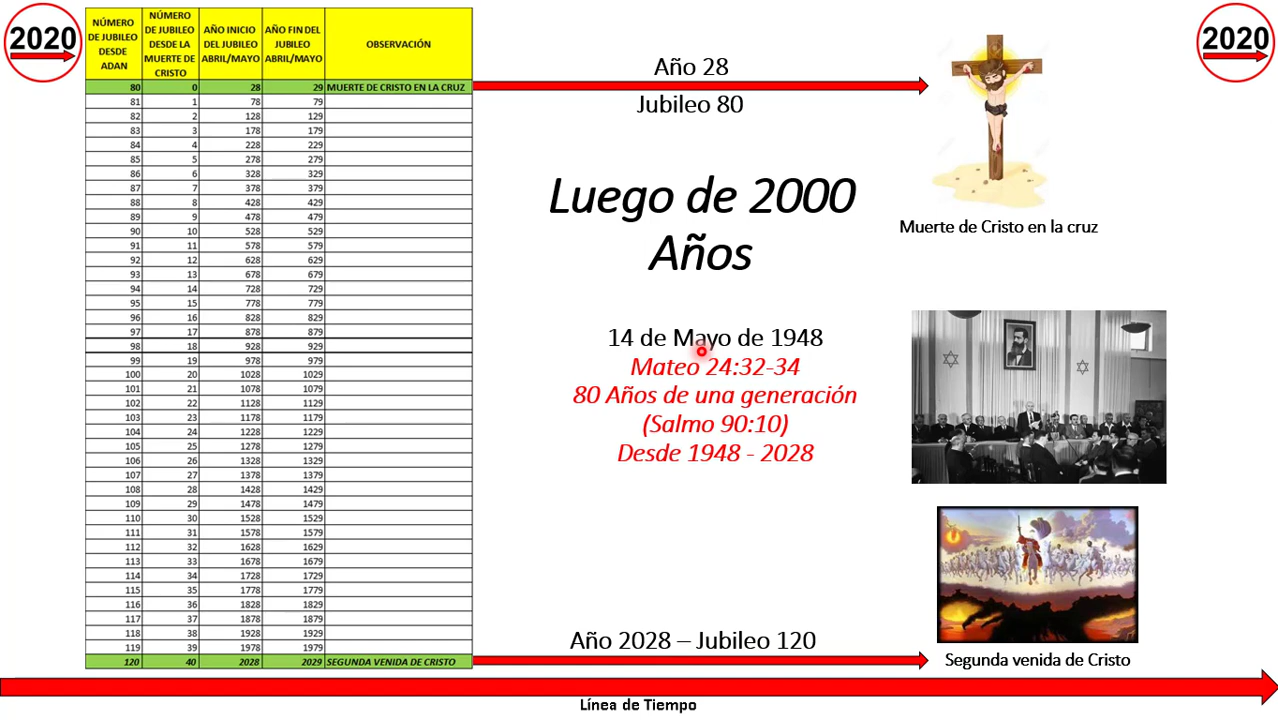 2020
2020
NÚMERO DE JUBILEO DESDE ADAN | NÚMERO DE JUBILEO DESDE LA MUERTE DE CRISTO | AÑO INICIO DEL JUBILEO ABRIL/MAYO | AÑO FIN DEL JUBILEO ABRIL/MAYO | OBSERVACIÓN
80 0 28 29 MUERTE DE CRISTO EN LA CRUZ
81 1 78 79
82 2 128 129
83 3 178 179
84 4 228 229
85 5 278 279
86 6 328 329
87 7 378 379
88 8 428 429
89 9 478 479
90 10 528 529
91 11 578 579
92 12 628 629
93 13 678 679
94 14 728 729
95 15 778 779
96 16 828 829
97 17 878 879
98 18 928 929
99 19 978 979
100 20 1028 1029
101 21 1078 1079
102 22 1128 1129
103 23 1178 1179
104 24 1228 1229
105 25 1278 1279
106 26 1328 1329
107 27 1378 1379
108 28 1428 1429
109 29 1478 1479
110 30 1528 1529
111 31 1578 1579
112 32 1628 1629
113 33 1678 1679
114 34 1728 1729
115 35 1778 1779
116 36 1828 1829
117 37 1878 1879
118 38 1928 1929
119 39 1978 1979
120 40 2028 2029 SEGUNDA VENIDA DE CRISTO
Año 28
Jubileo 80
Muerte de Cristo en la cruz
Luego de 2000
Años
14 de Mayo de 1948
Mateo 24:32-34
80 Años de una generación
(Salmo 90:10)
Desde 1948 - 2028
Año 2028 – Jubileo 120
Segunda venida de Cristo
Línea de Tiempo